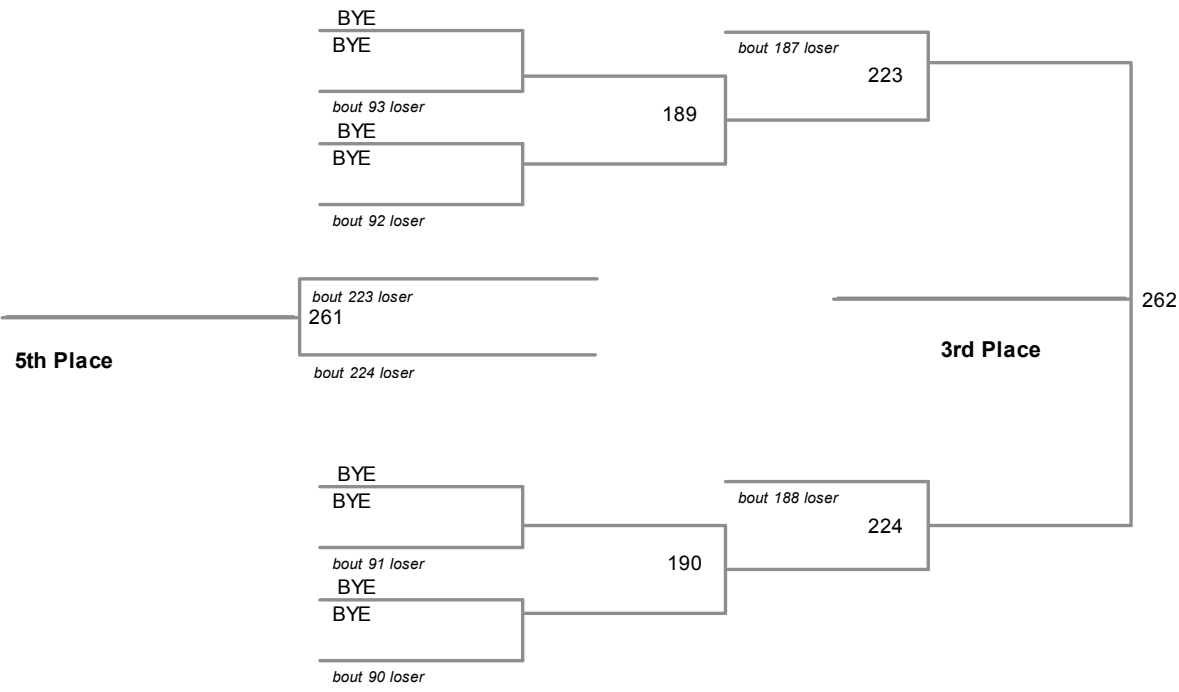 BYE
BYE
bout 187 loser
223
bout 93 loser
189
BYE
BYE
bout 92 loser
bout 223 loser
261
262
5th Place
3rd Place
bout 224 loser
BYE
BYE
bout 188 loser
224
bout 91 loser
190
BYE
BYE
bout 90 loser